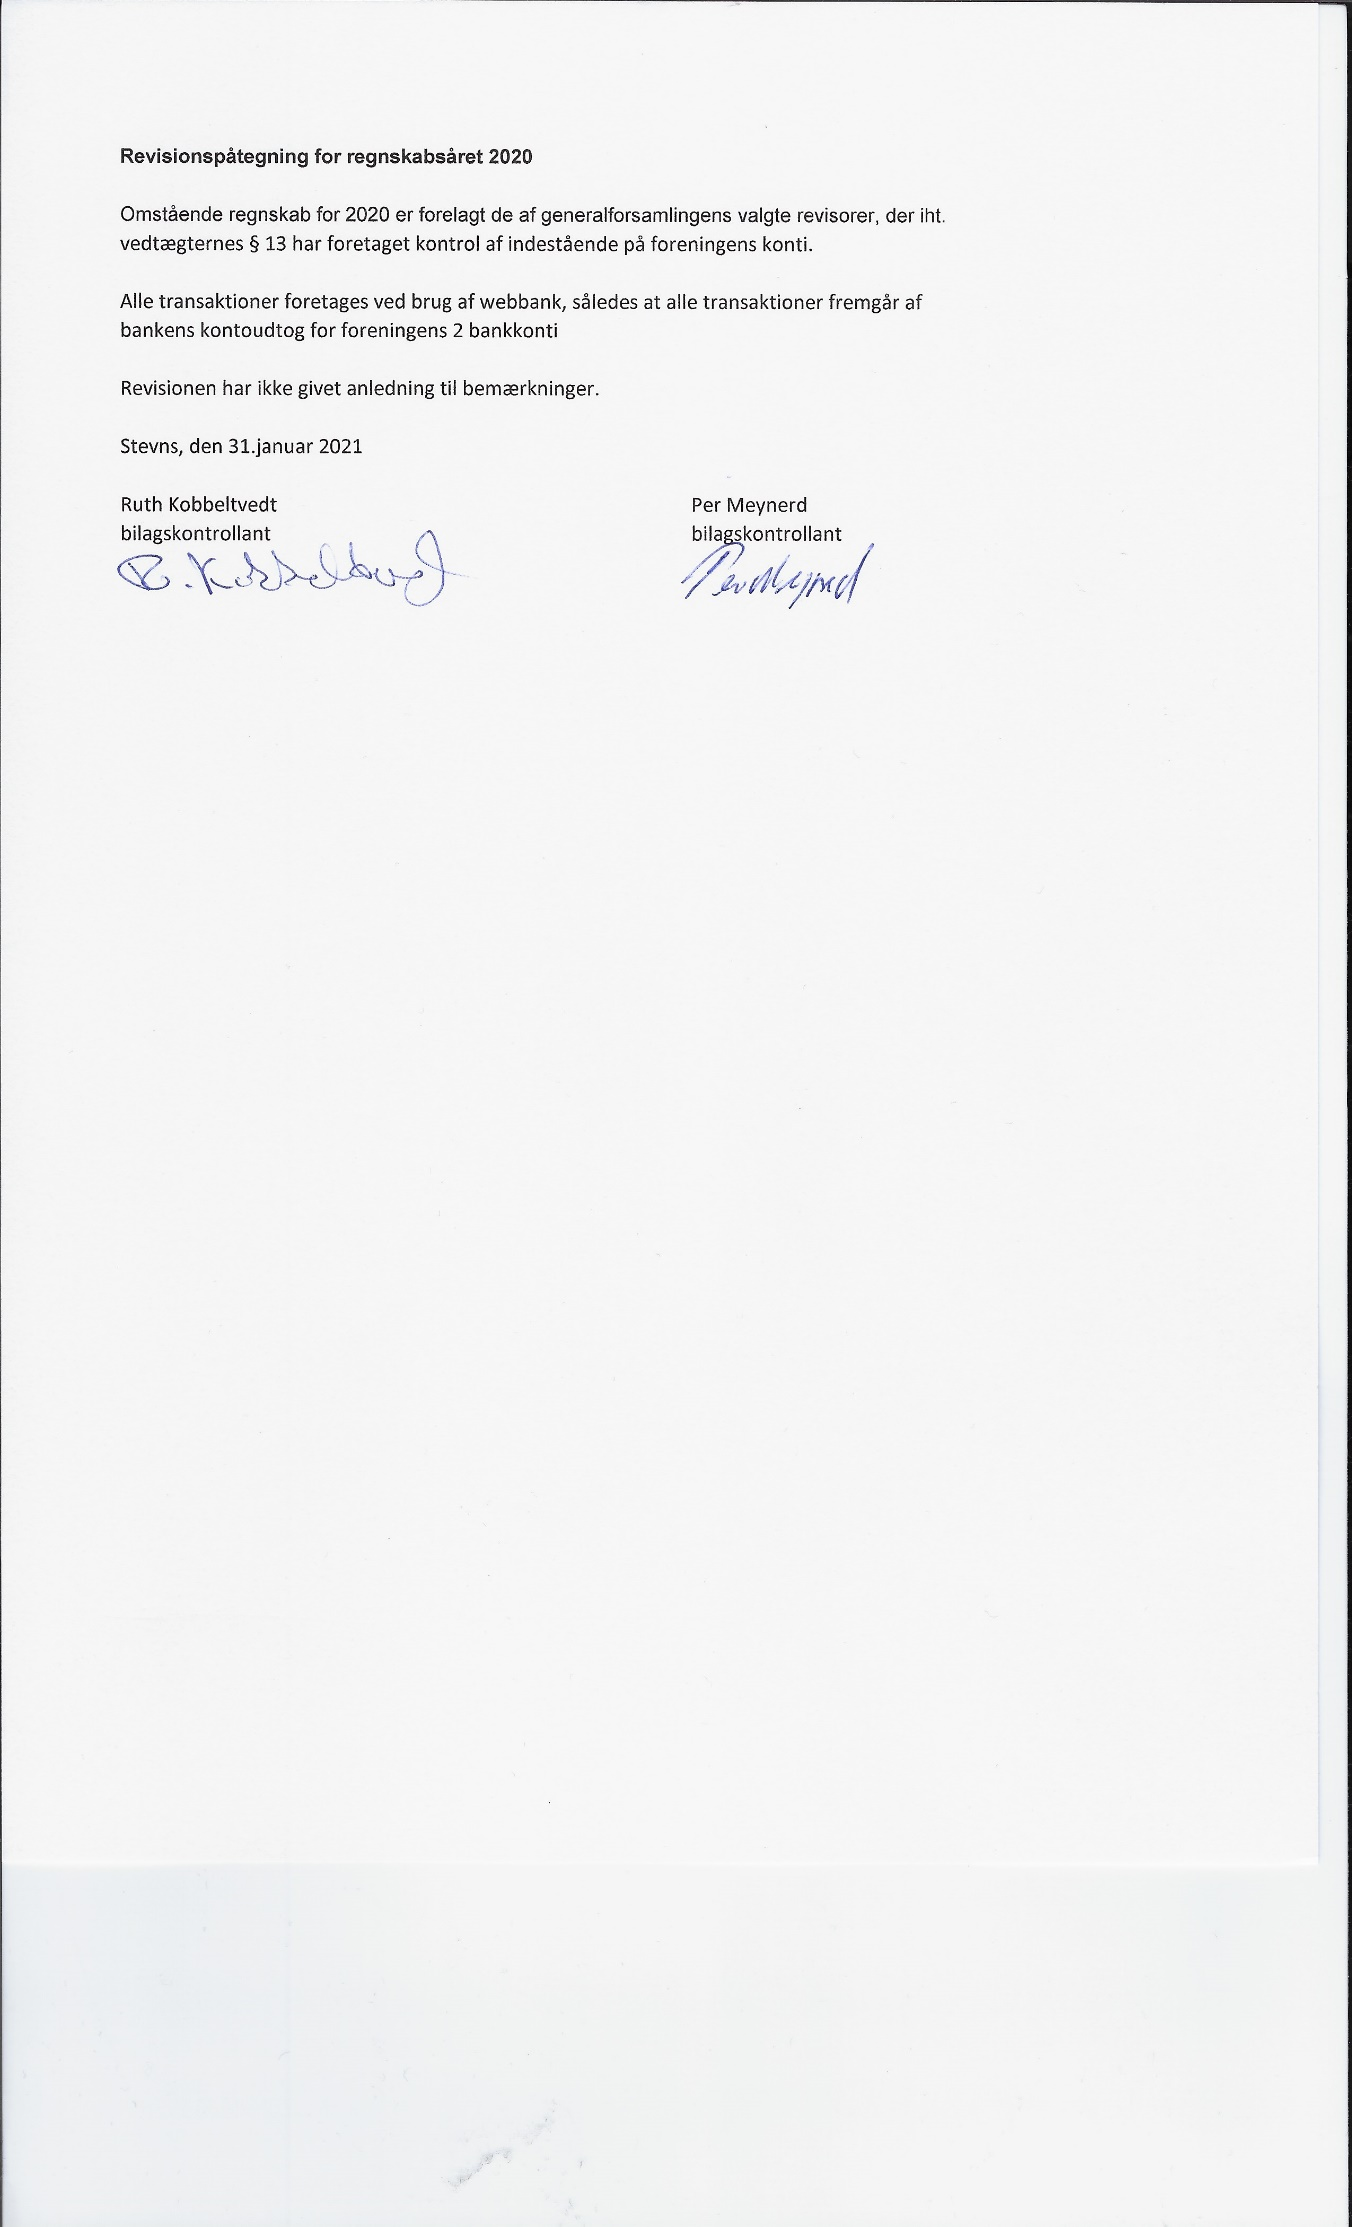 Revisionspåtegning for regnskabsåret 2020
Omstående regnskab for 2020 er forelagt de af generalforsamlingens valgte revisorer, der iht.
vedtægternes § 13 har foretaget kontrol af indestående på foreningens konti.
Alle transaktioner foretages ved brug af webbank, således at alle transaktioner fremgår af
bankens kontoudtog for foreningens 2 bankkonti
Revisionen har ikke givet anledning til bemærkninger.
Stevns, den 31.januar 2021
Ruth Kobbeltvedt
bilagskontrollant
Per Meynerd
bilagskontrollant
R. Kobbeltvedt
Per Meynerd